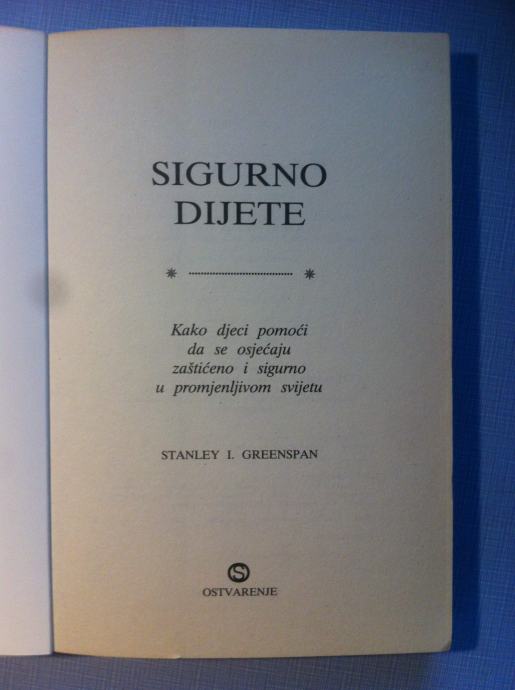 SIGURNO
DIJETE
Kako djeci pomoći
da se osjećaju
zaštićeno i sigurno
u promjenljivom svijetu
STANLEY I. GREENSPAN
S
OSTVARENJE